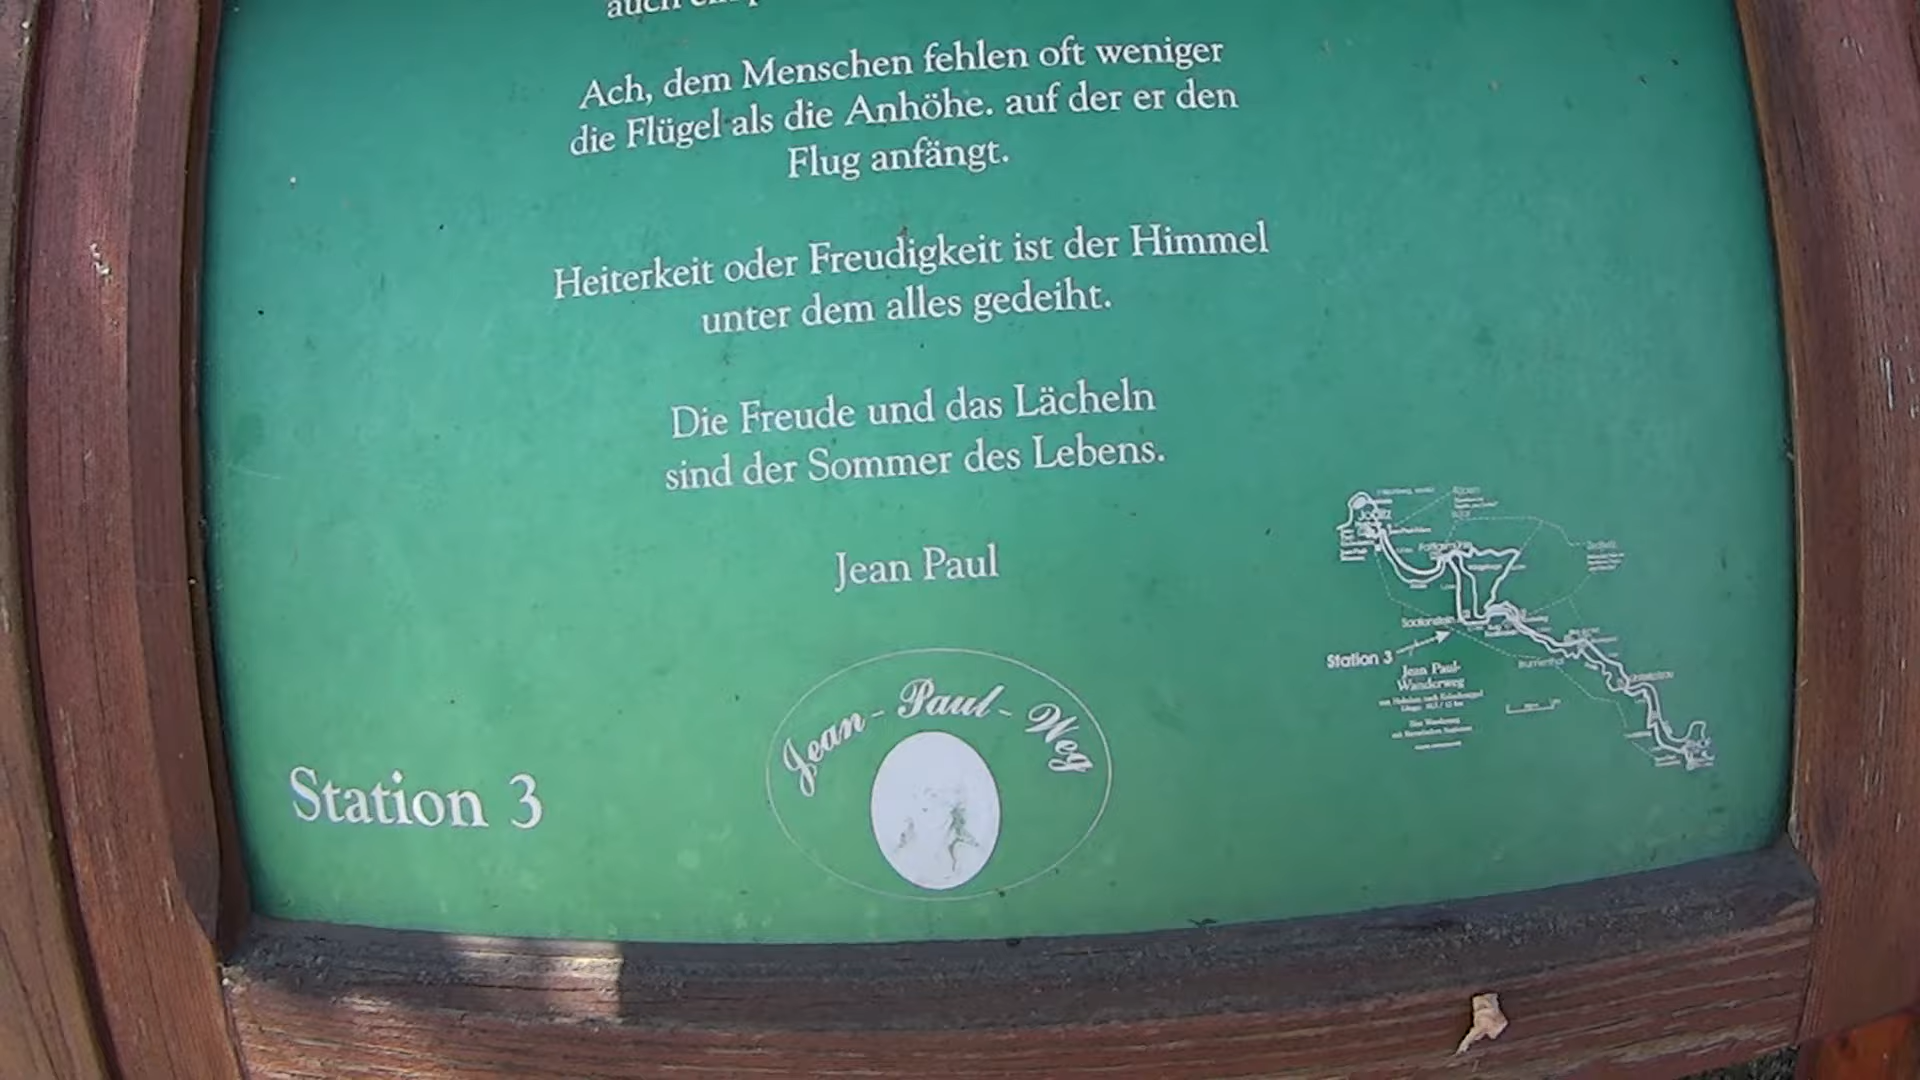 auch
Ach, dem Menschen fehlen oft weniger
die Flügel als die Anhöhe. auf der er den
Flug anfängt.
Heiterkeit oder Freudigkeit ist der Himmel
unter dem alles gedeiht.
Die Freude und das Lächeln
sind der Sommer des Lebens.
Jean Paul
Jean - Paul - Weg
Station 3
Joditz
Station 3
Jean Paul-
Wanderweg